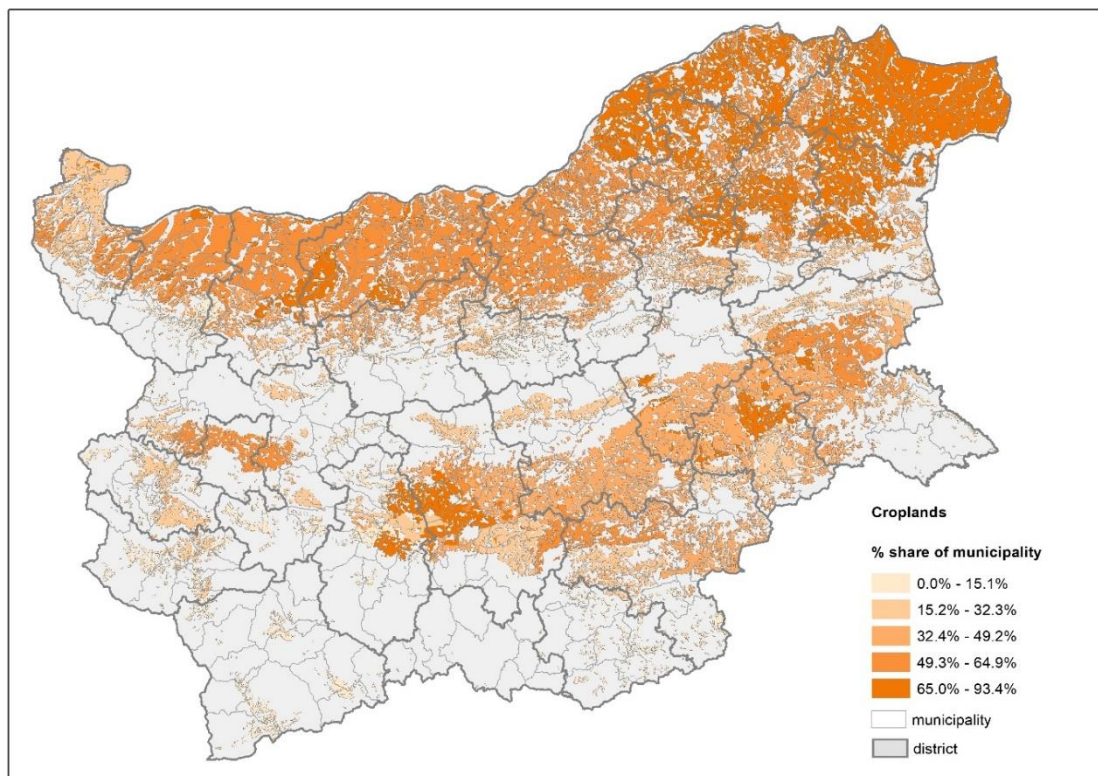 Croplands
% share of municipality
0.0% - 15.1%
15.2% - 32.3%
32.4% - 49.2%
49.3% - 64.9%
65.0% - 93.4%
municipality
district